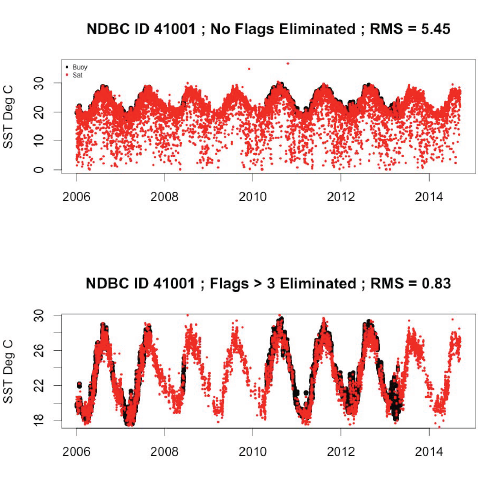 NDBC ID 41001 ; No Flags Eliminated ; RMS = 5.45
Buoy
Sat
SST Deg C
30
20
10
0
2006 2008 2010 2012 2014
NDBC ID 41001 ; Flags > 3 Eliminated ; RMS = 0.83
SST Deg C
30
26
22
18
2006 2008 2010 2012 2014